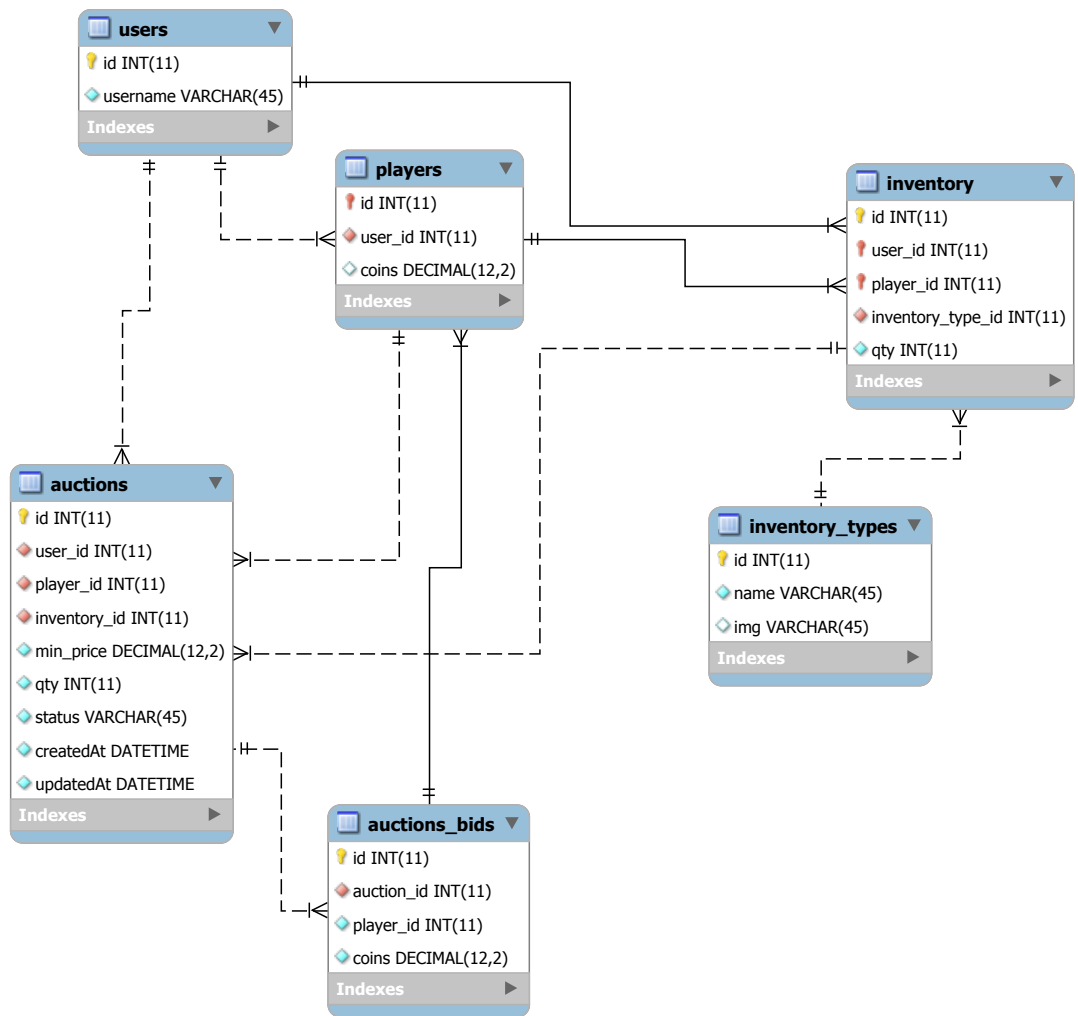 users
id INT(11)
username VARCHAR(45)
Indexes
players
id INT(11)
user_id INT(11)
coins DECIMAL(12,2)
Indexes
inventory
id INT(11)
user_id INT(11)
player_id INT(11)
inventory_type_id INT(11)
qty INT(11)
Indexes
auctions
id INT(11)
user_id INT(11)
player_id INT(11)
inventory_id INT(11)
min_price DECIMAL(12,2)
qty INT(11)
status VARCHAR(45)
createdAt DATETIME
updatedAt DATETIME
Indexes
inventory_types
id INT(11)
name VARCHAR(45)
img VARCHAR(45)
Indexes
auctions_bids
id INT(11)
auction_id INT(11)
player_id INT(11)
coins DECIMAL(12,2)
Indexes